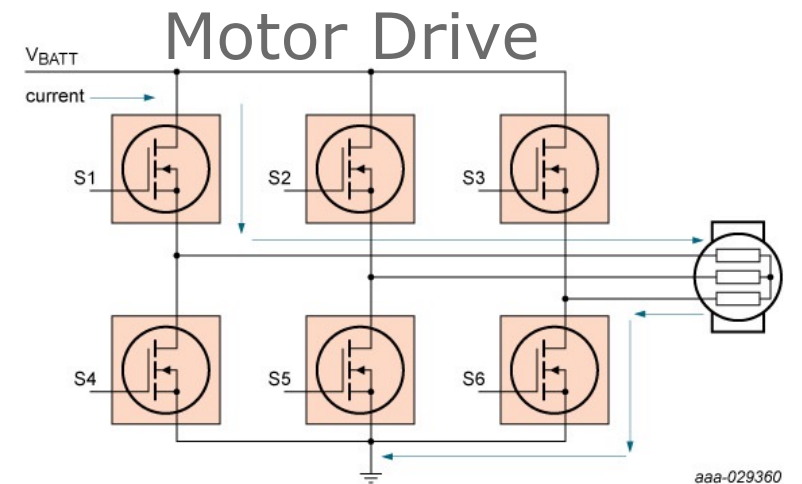 Motor Drive
VBATT
current
S1
S2
S3
S4
S5
S6
aaa-029360